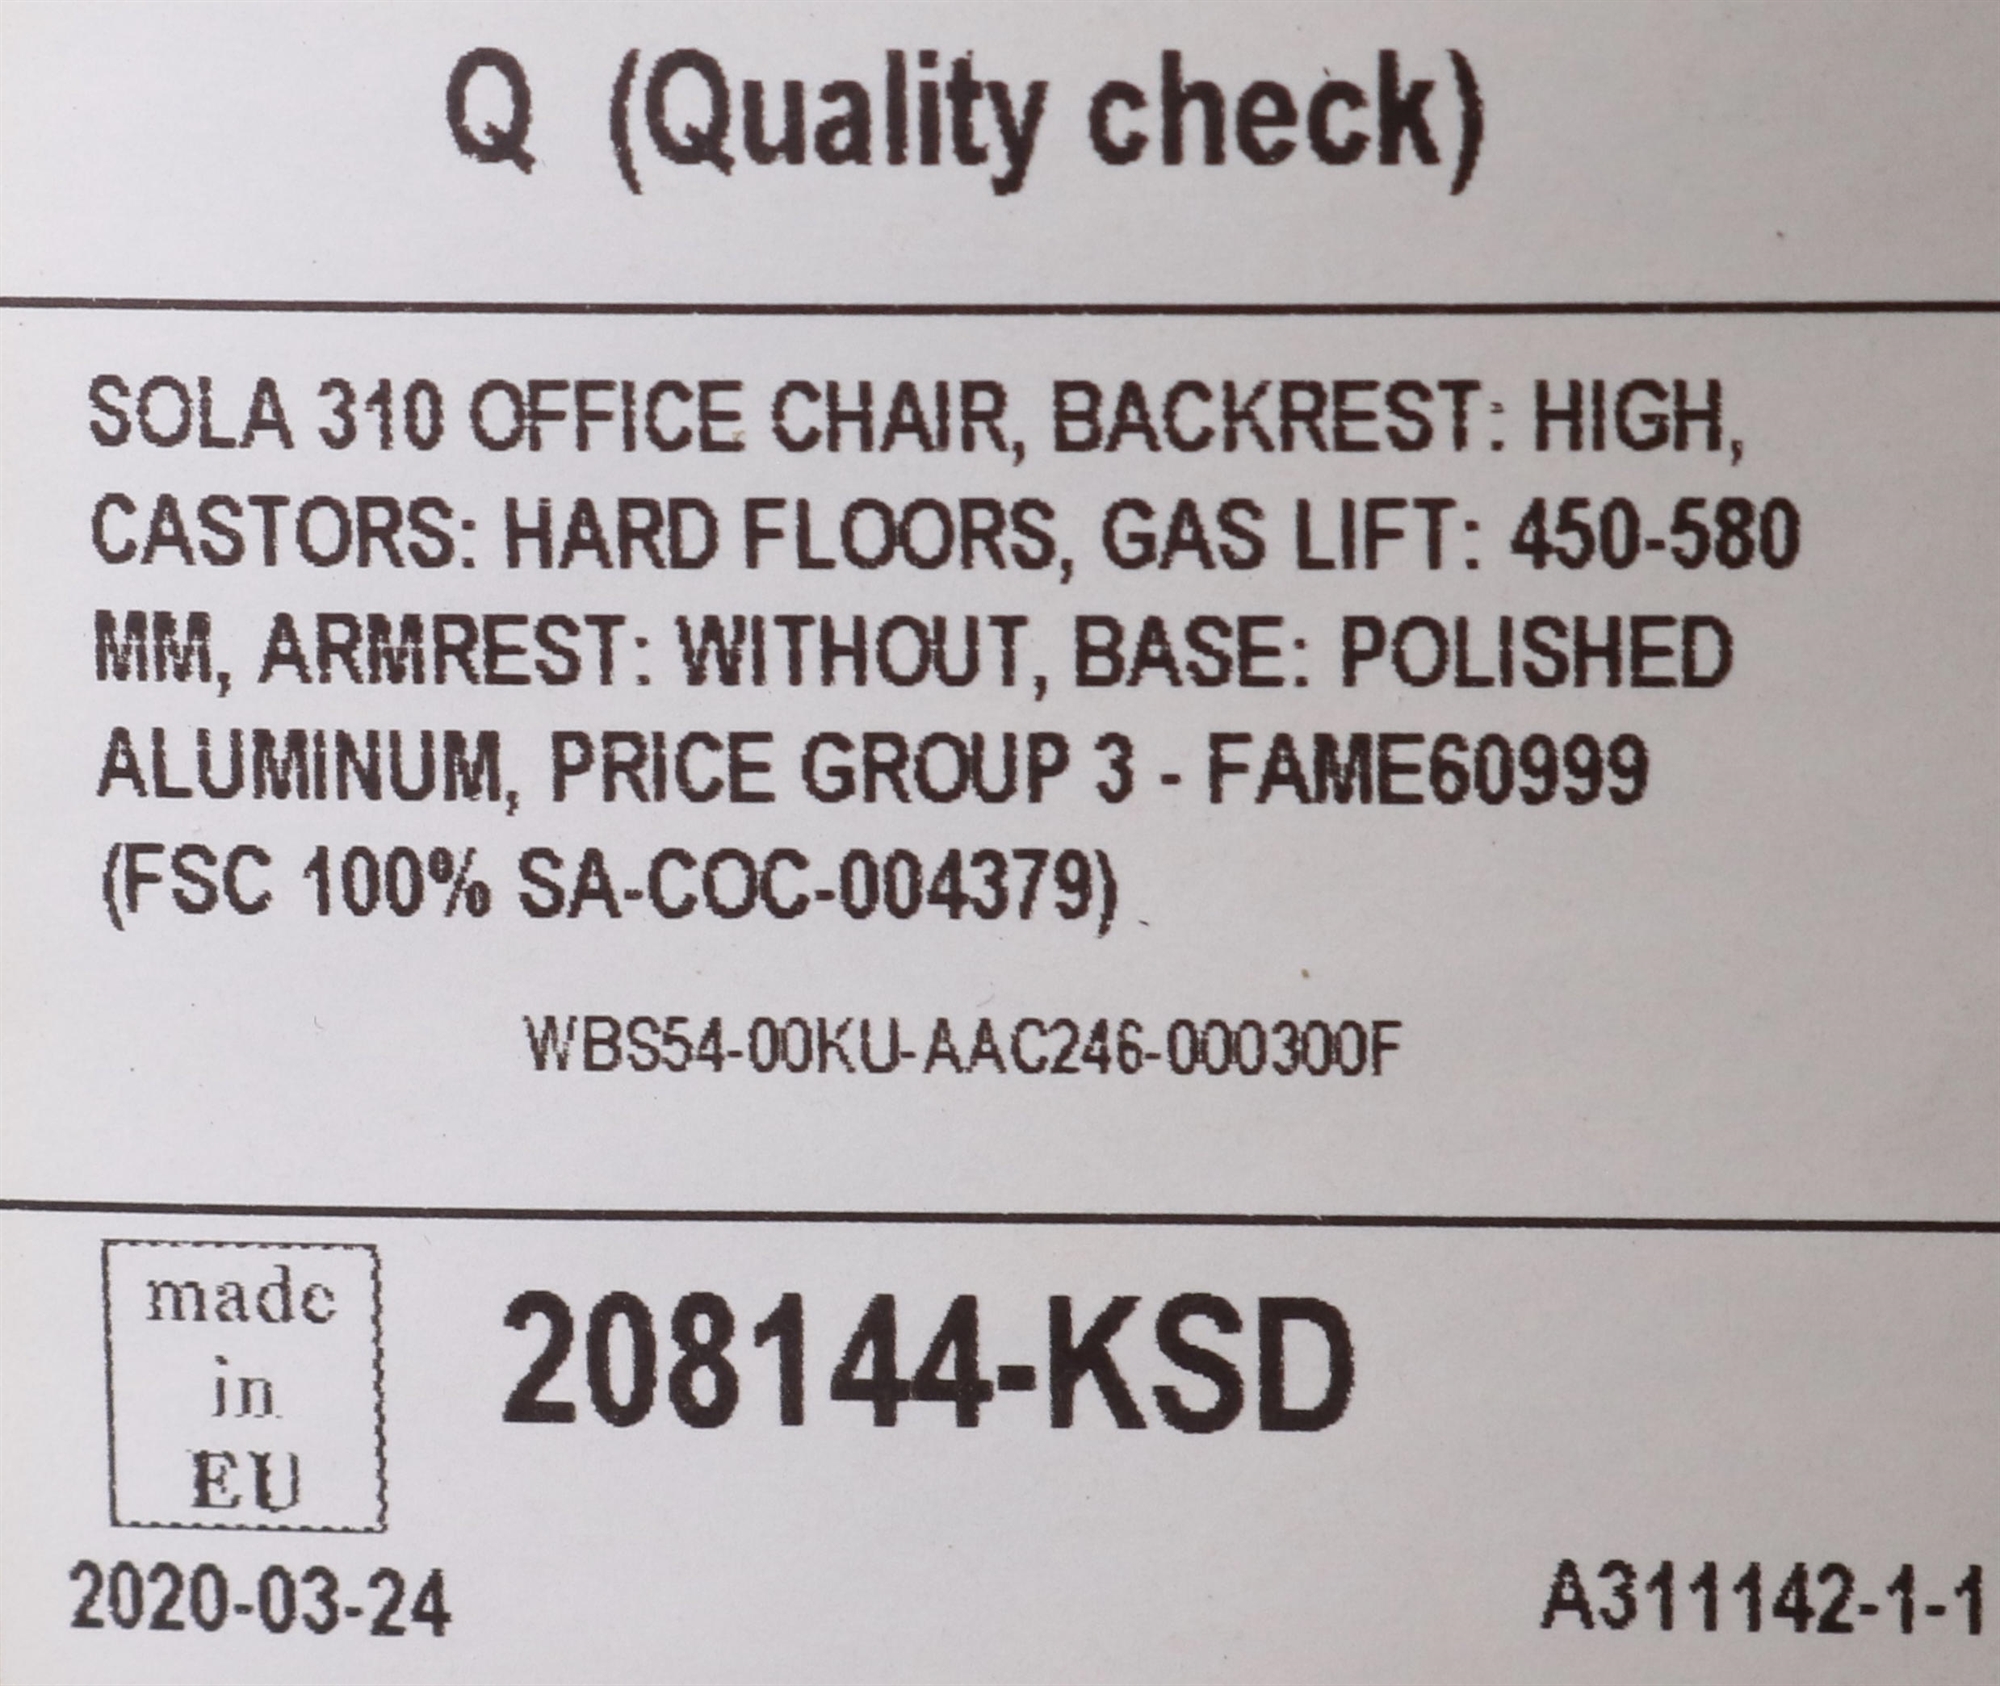 Q (Quality check)
SOLA 310 OFFICE CHAIR, BACKREST: HIGH,
CASTORS: HARD FLOORS, GAS LIFT: 450-580
MM, ARMREST: WITHOUT, BASE: POLISHED
ALUMINUM, PRICE GROUP 3 - FAME60999
(FSC 100% SA-COC-004379)
WBS54-00KU-AAC246-000300F
made
in
EU
208144-KSD
2020-03-24
A311142-1-1